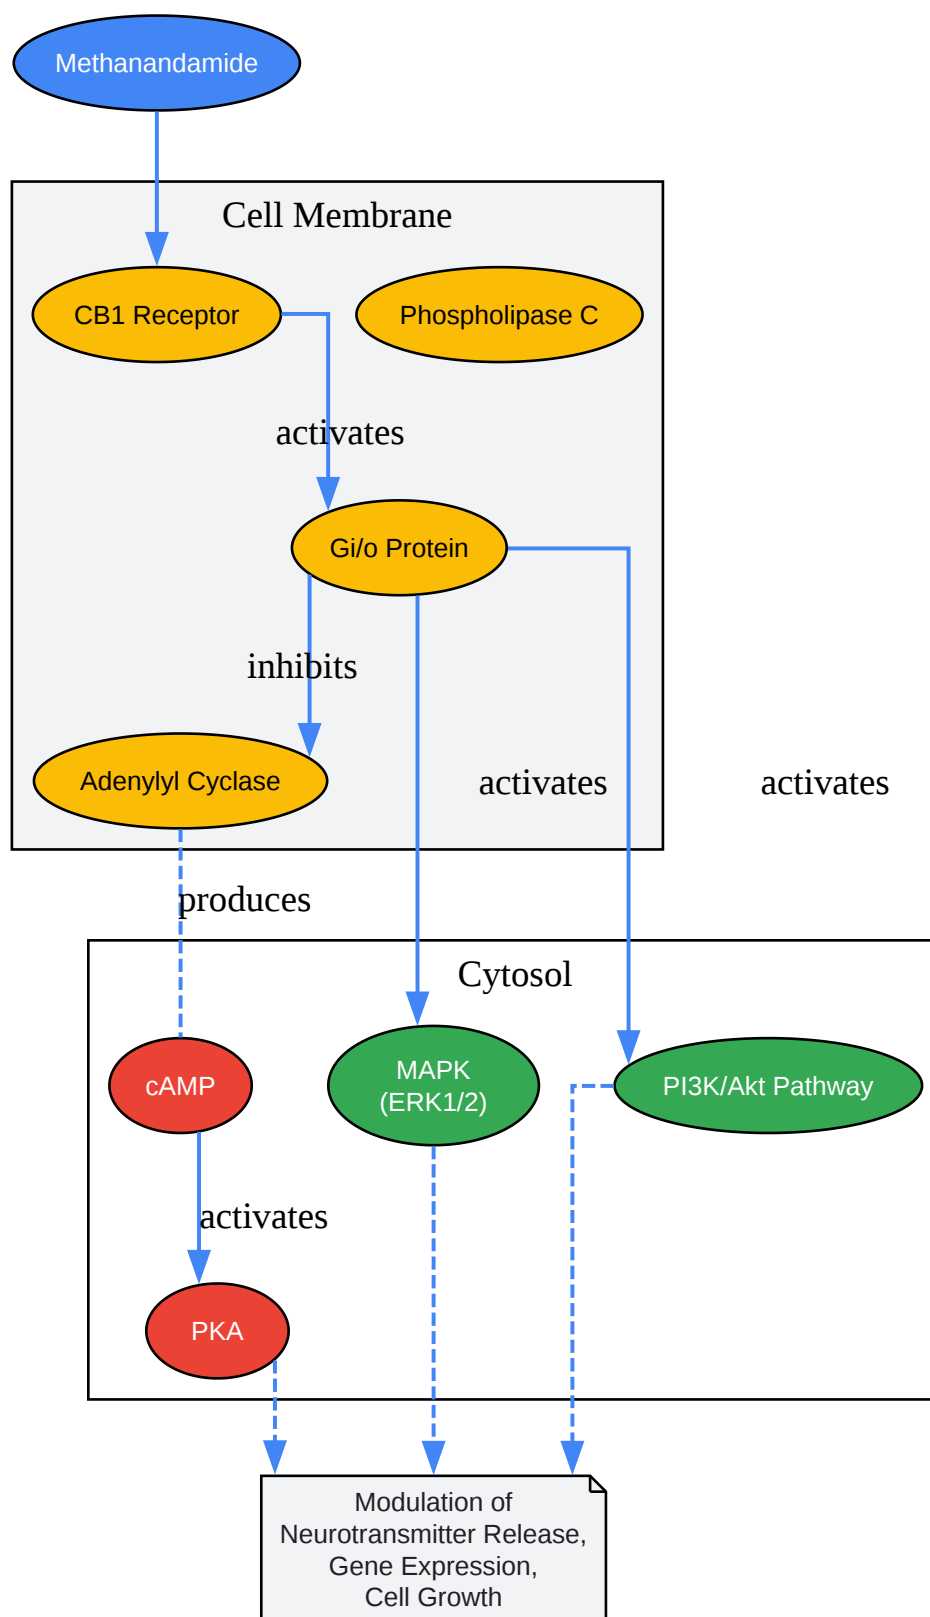 Methanandamide
Cell Membrane
CB1 Receptor
Phospholipase C
activates
Gi/o Protein
inhibits
Adenylyl Cyclase
activates
activates
produces
Cytosol
cAMP
MAPK
(ERK1/2)
PI3K/Akt Pathway
activates
PKA
Modulation of
Neurotransmitter Release,
Gene Expression,
Cell Growth